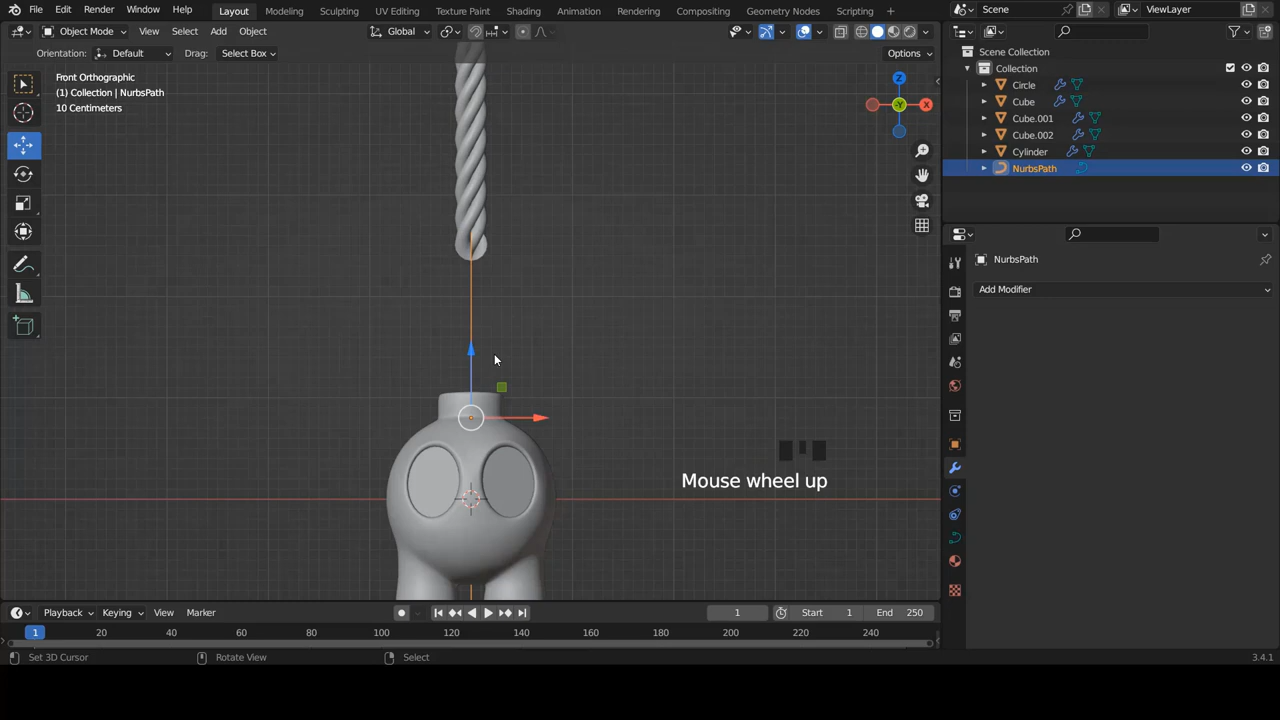 File Edit Render Window Help Layout Modeling Sculpting UV Editing Texture Paint Shading Animation Rendering Compositing Geometry Nodes Scripting + Scene ViewLayer
Object Mode View Select Add Object Global
Orientation: Default Drag: Select Box Options
Front Orthographic
(1) Collection | NurbsPath
10 Centimeters
Z
X
-Y
Scene Collection
Collection
Circle
Cube
Cube.001
Cube.002
Cylinder
NurbsPath
NurbsPath
Add Modifier
Mouse wheel up
Playback Keying View Marker 1 Start 1 End 250
1 20 40 60 80 100 120 140 160 180 200 220 240
Set 3D Cursor Rotate View Select 3.4.1